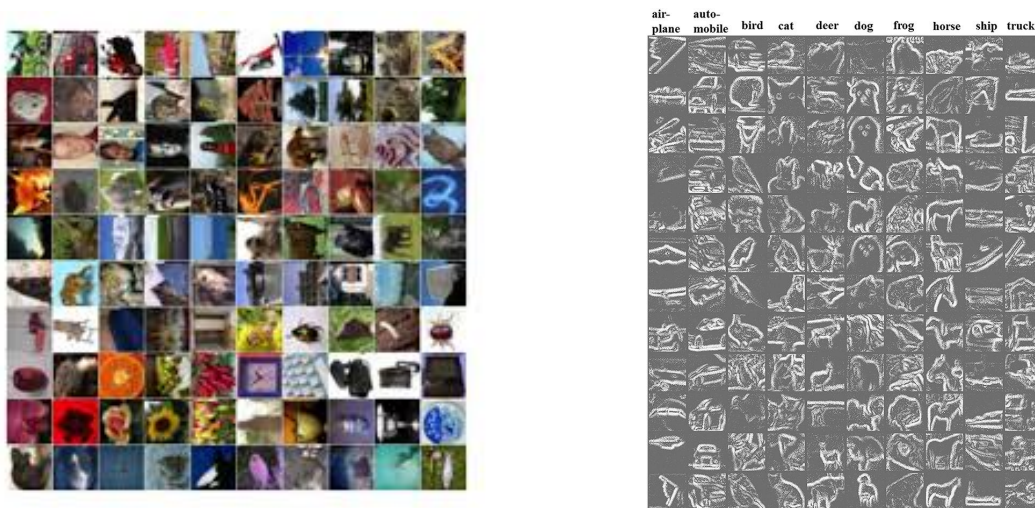 air- auto-
plane mobile bird cat deer dog frog horse ship truck